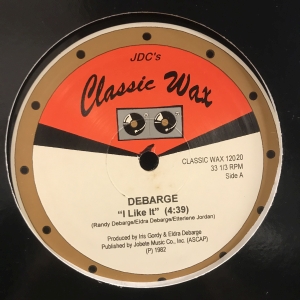 JDC's
Classic Wax
CLASSIC WAX 12020
33 1/3 RPM
Side A
DEBARGE
"I Like It" (4:39)
(Randy Debarge/Eldra Debarge/Etterlene Jordan)
Produced by Iris Gordy & Eldra Debarge
Published by Jobete Music Co., Inc. (ASCAP)
(P) 1982